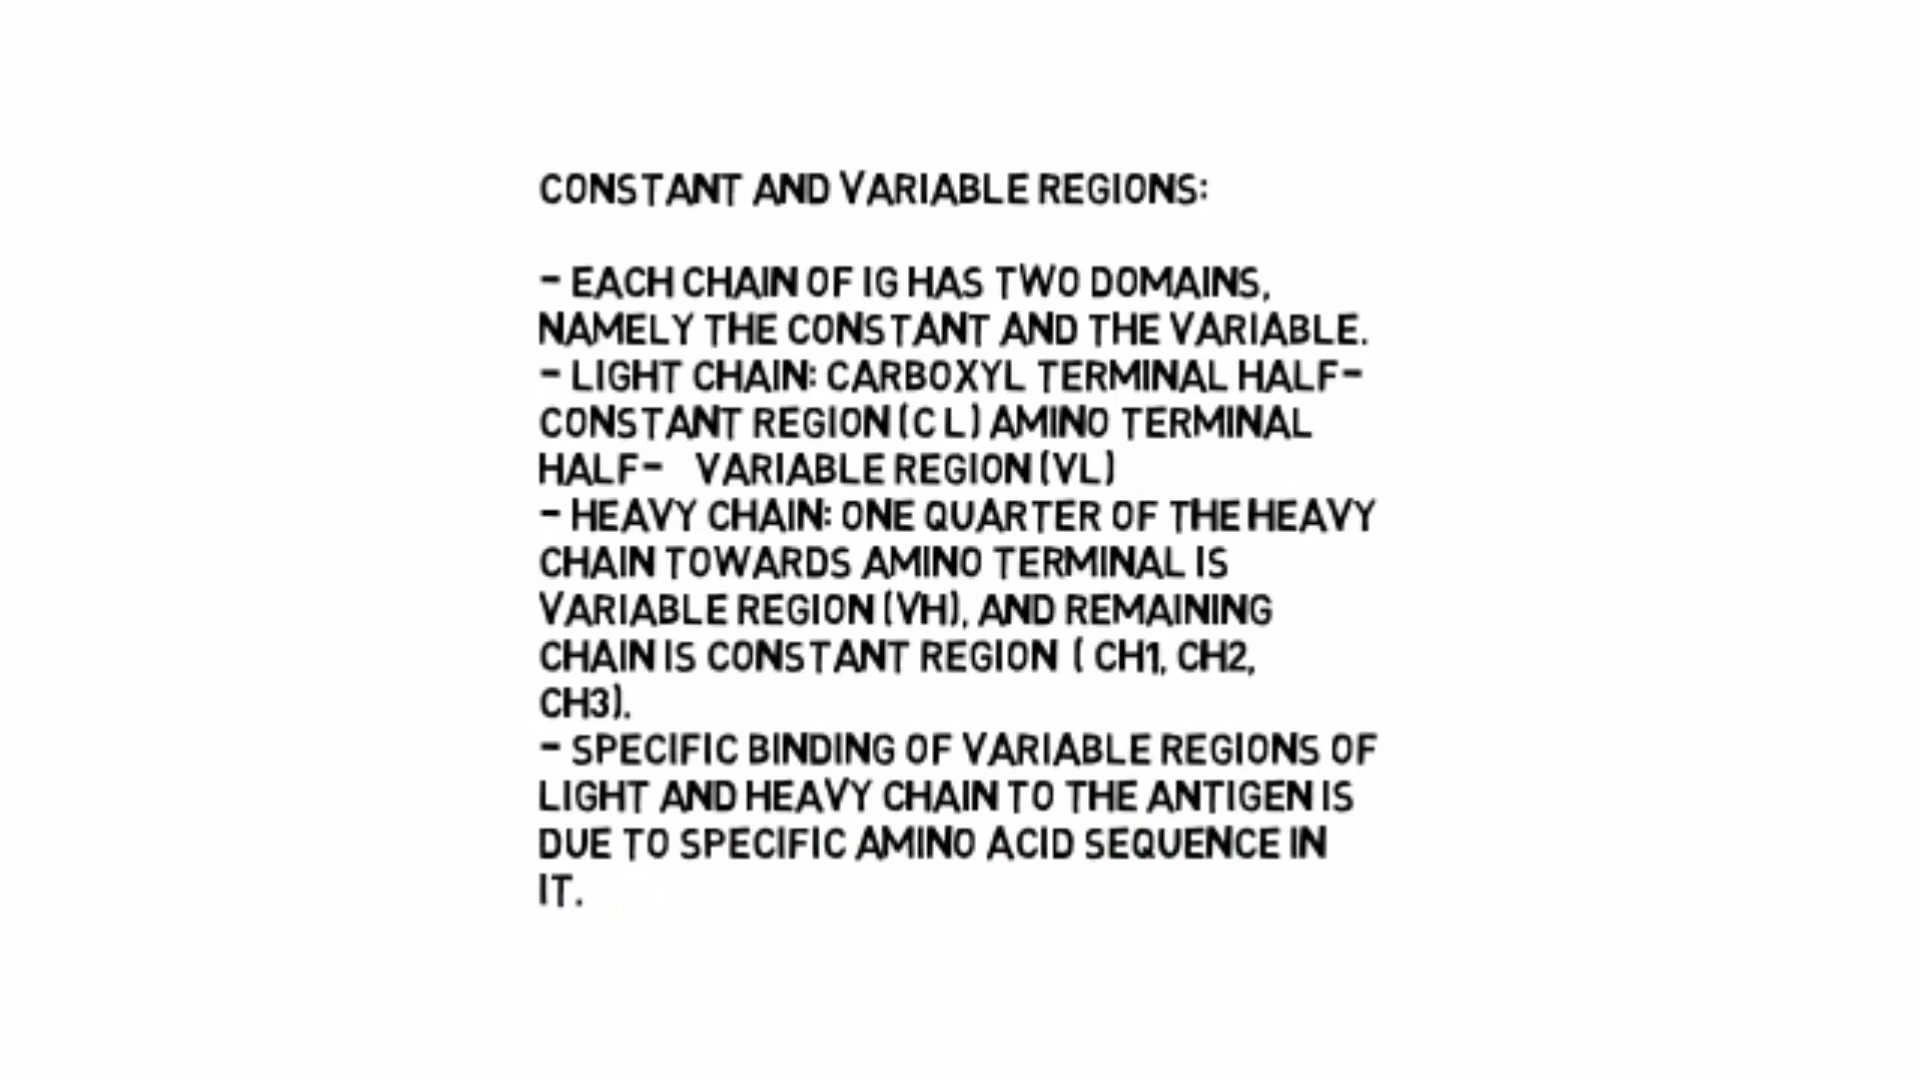 CONSTANT AND VARIABLE REGIONS:
- EACH CHAIN OF IG HAS TWO DOMAINS,
NAMELY THE CONSTANT AND THE VARIABLE.
- LIGHT CHAIN: CARBOXYL TERMINAL HALF-
CONSTANT REGION (C L) AMINO TERMINAL
HALF- VARIABLE REGION (VL)
- HEAVY CHAIN: ONE QUARTER OF THE HEAVY
CHAIN TOWARDS AMINO TERMINAL IS
VARIABLE REGION (VH), AND REMAINING
CHAIN IS CONSTANT REGION ( CH1, CH2,
CH3).
- SPECIFIC BINDING OF VARIABLE REGIONS OF
LIGHT AND HEAVY CHAIN TO THE ANTIGEN IS
DUE TO SPECIFIC AMINO ACID SEQUENCE IN
IT.